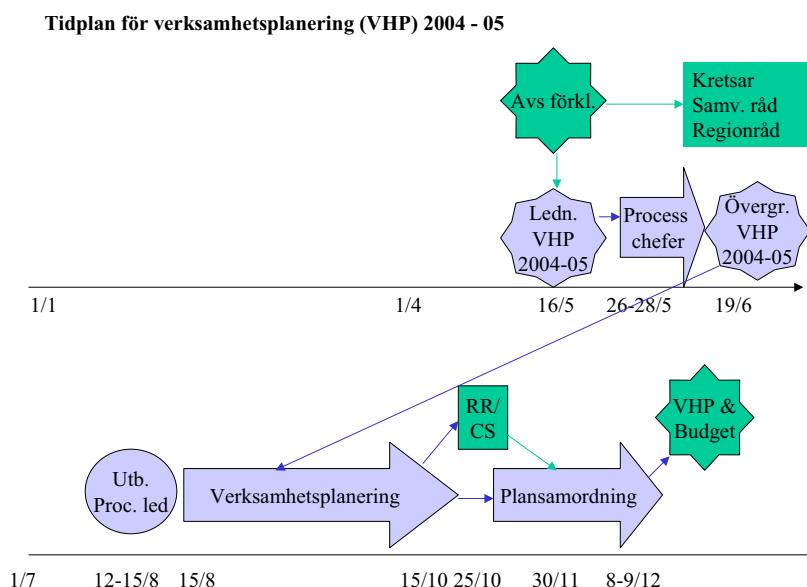 Tidplan för verksamhetsplanering (VHP) 2004 - 05
Avs förkl.
Kretsar
Samv. råd
Regionråd
Ledn.
VHP
2004-05
Process
chefer
Övergr.
VHP
2004-05
1/1
1/4
16/5
26-28/5
19/6
RR/
CS
VHP &
Budget
Utb.
Proc. led
Verksamhetsplanering
Plansamordning
1/7
12-15/8
15/8
15/10
25/10
30/11
8-9/12